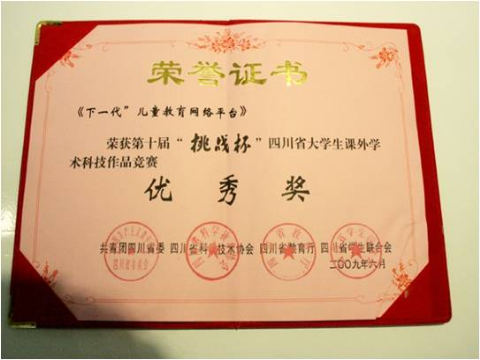 荣誉证书
《下一代”儿童教育网络平台》
荣获第十届“挑战杯”四川省大学生课外学
术科技作品竞赛
优秀奖
共青团四川省委 四川省科学技术协会 四川省教育厅 四川省学生联合会
二〇〇九年六月